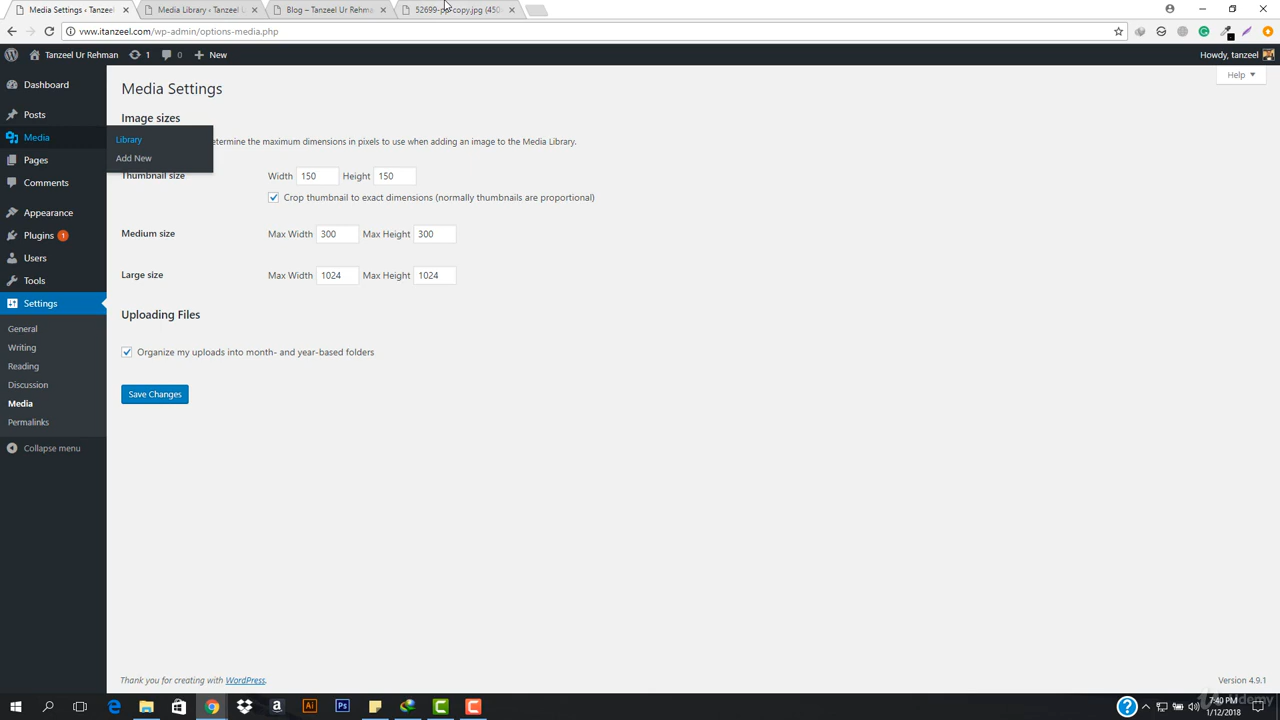 Media Settings ‹ Tanzee
Media Library ‹ Tanzeel
Blog – Tanzeel Ur Rehma
52699-p copy.jpg (450
www.itanzeel.com/wp-admin/options-media.php
Tanzeel Ur Rehman
1
0
New
Howdy, tanzeel
Help
Dashboard
Posts
Media
Library
Add New
Pages
Comments
Appearance
Plugins 1
Users
Tools
Settings
General
Writing
Reading
Discussion
Media
Permalinks
Collapse menu
Media Settings
Image sizes
etermine the maximum dimensions in pixels to use when adding an image to the Media Library.
Thumbnail size
Width 150 Height 150
Crop thumbnail to exact dimensions (normally thumbnails are proportional)
Medium size
Max Width 300 Max Height 300
Large size
Max Width 1024 Max Height 1024
Uploading Files
Organize my uploads into month- and year-based folders
Save Changes
Thank you for creating with WordPress.
Version 4.9.1
Ai
Ps
7:40 PM
1/12/2018
Udemy